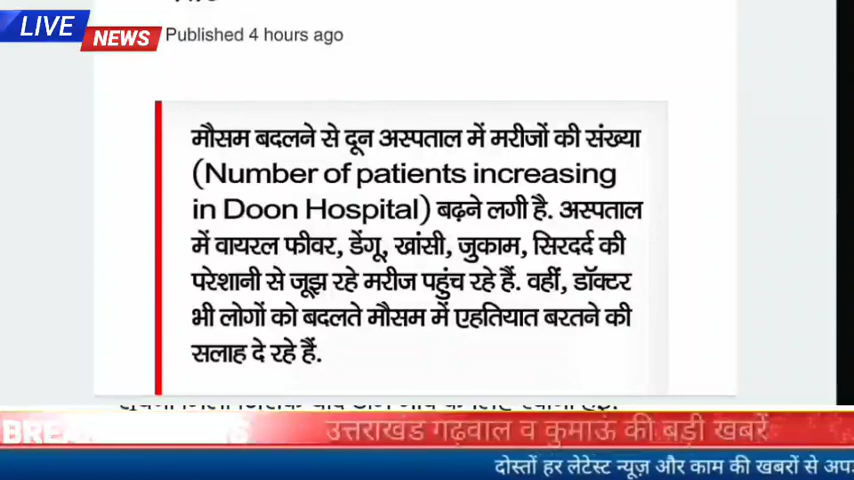 LIVE
NEWS
Published 4 hours ago
मौसम बदलने से दून अस्पताल में मरीजों की संख्या
(Number of patients increasing
in Doon Hospital) बढ़ने लगी है. अस्पताल
में वायरल फीवर, डेंगू, खांसी, जुकाम, सिरदर्द की
परेशानी से जूझ रहे मरीज पहुंच रहे हैं. वहीं, डॉक्टर
भी लोगों को बदलते मौसम में एहतियात बरतने की
सलाह दे रहे हैं.
उत्तराखंड गढ़वाल व कुमाऊं की बड़ी खबरें
दोस्तों हर लेटेस्ट न्यूज़ और काम की खबरों से